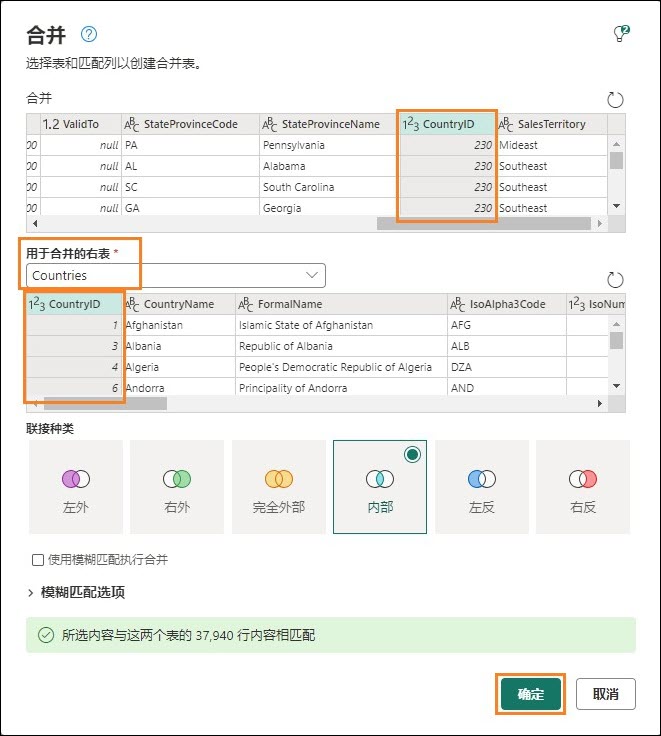 合并
选择表和匹配列以创建合并表。
合并
1.2 ValidTo ABC StateProvinceCode ABC StateProvinceName 123 CountryID ABC SalesTerritory
00 null PA Pennsylvania 230 Mideast
00 null AL Alabama 230 Southeast
00 null SC South Carolina 230 Southeast
00 null GA Georgia 230 Southeast
用于合并的右表 *
Countries
123 CountryID ABC CountryName ABC FormalName ABC IsoAlpha3Code 123 IsoNum
1 Afghanistan Islamic State of Afghanistan AFG
3 Albania Republic of Albania ALB
4 Algeria People's Democratic Republic of Algeria DZA
6 Andorra Principality of Andorra AND
联接种类
左外 右外 完全外部 内部 左反 右反
使用模糊匹配执行合并
模糊匹配选项
所选内容与这两个表的 37,940 行内容相匹配
确定 取消